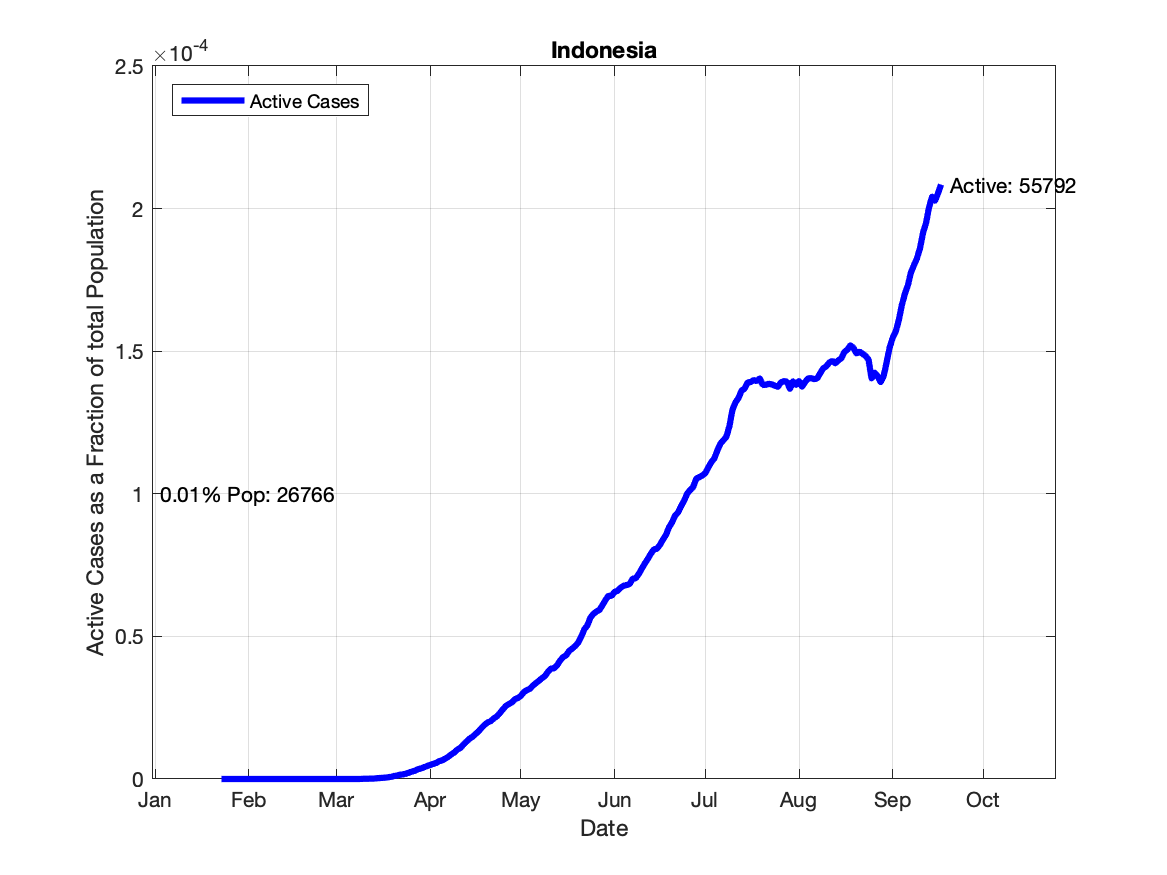 Indonesia
×10-4
Active Cases
2.5
2
1.5
1
0.5
0
Active: 55792
0.01% Pop: 26766
Active Cases as a Fraction of total Population
Jan Feb Mar Apr May Jun Jul Aug Sep Oct
Date